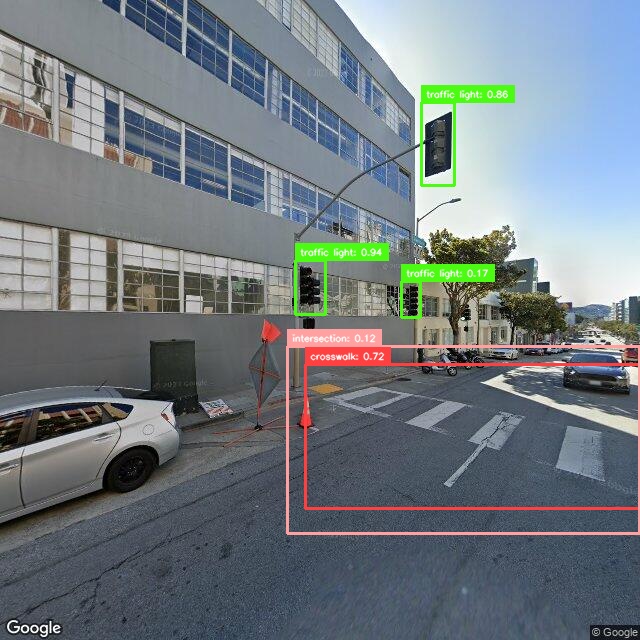 traffic light: 0.86
traffic light: 0.94
traffic light: 0.17
intersection: 0.12
crosswalk: 0.72
Google
© Google